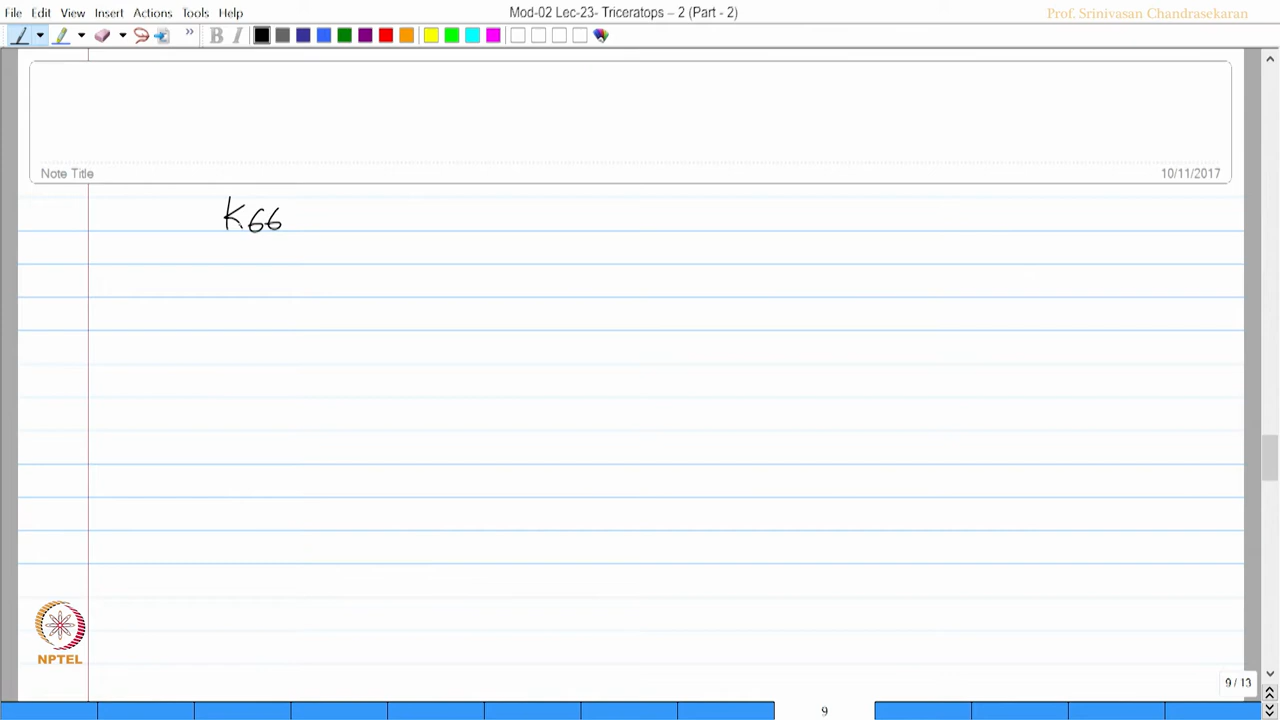 File Edit View Insert Actions Tools Help
Mod-02 Lec-23- Triceratops – 2 (Part - 2)
Prof. Srinivasan Chandrasekaran
B I
Note Title
10/11/2017
K66
NPTEL
9 / 13
9